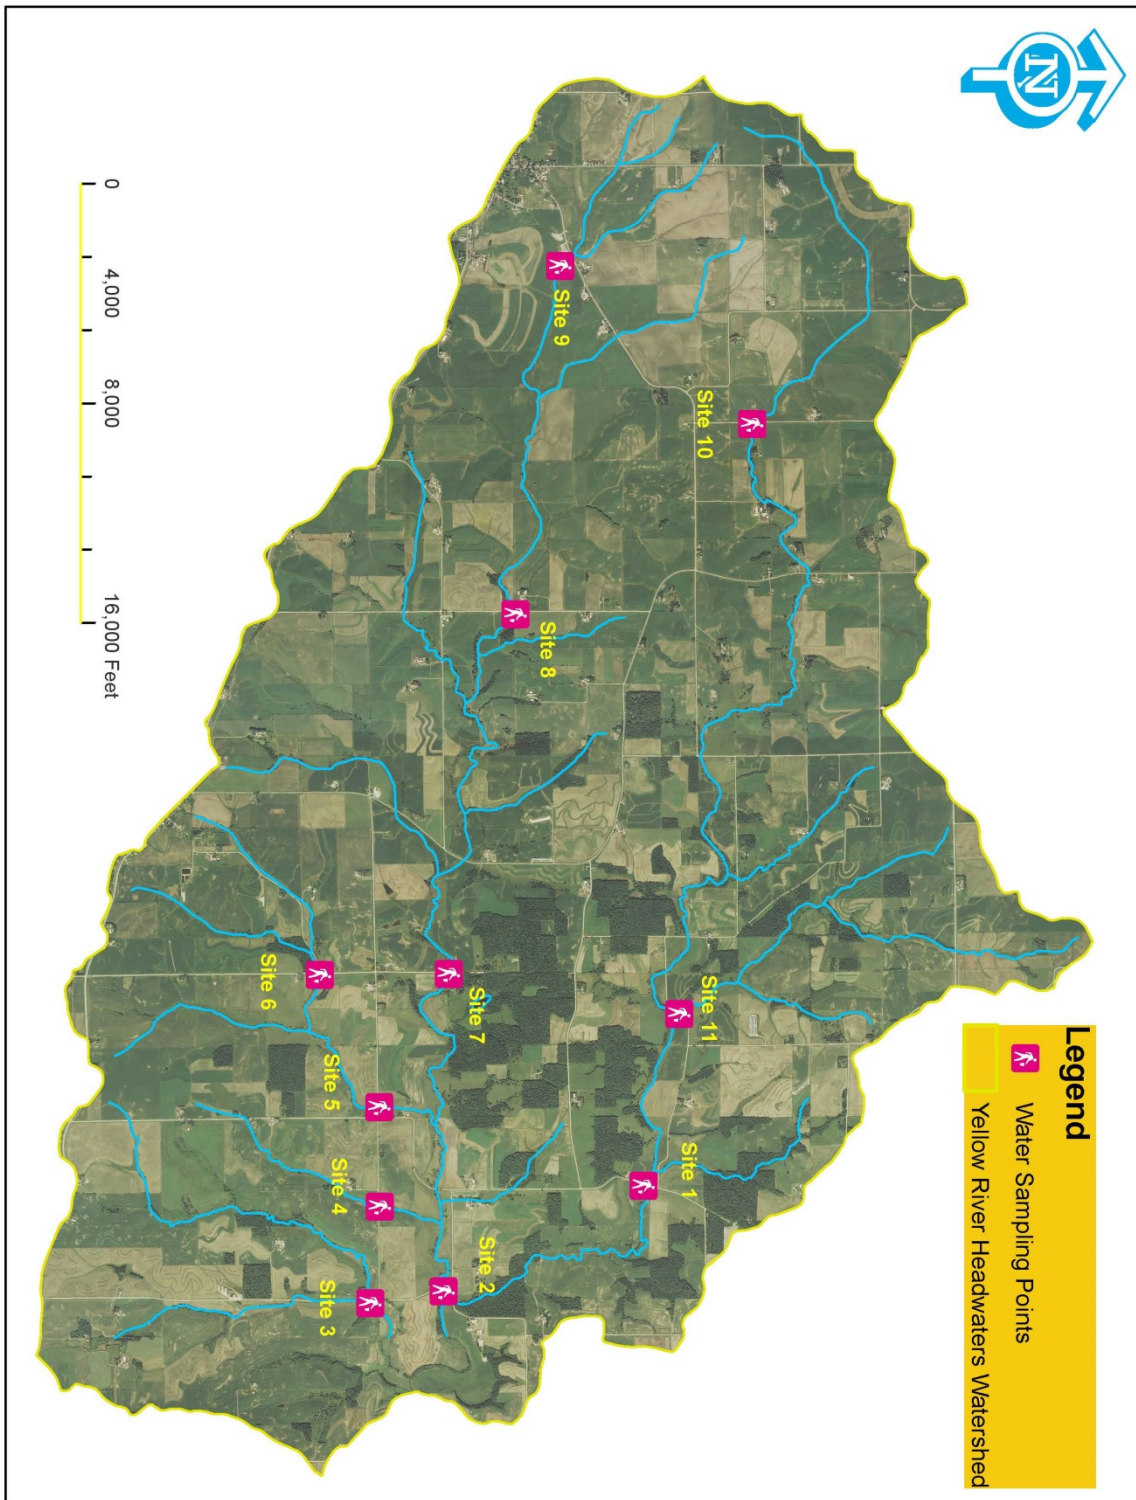 N
Legend
Water Sampling Points
Yellow River Headwaters Watershed
Site 10
Site 11
Site 1
Site 9
Site 8
Site 7
Site 2
Site 6
Site 5
Site 4
Site 3
0 4,000 8,000 16,000 Feet